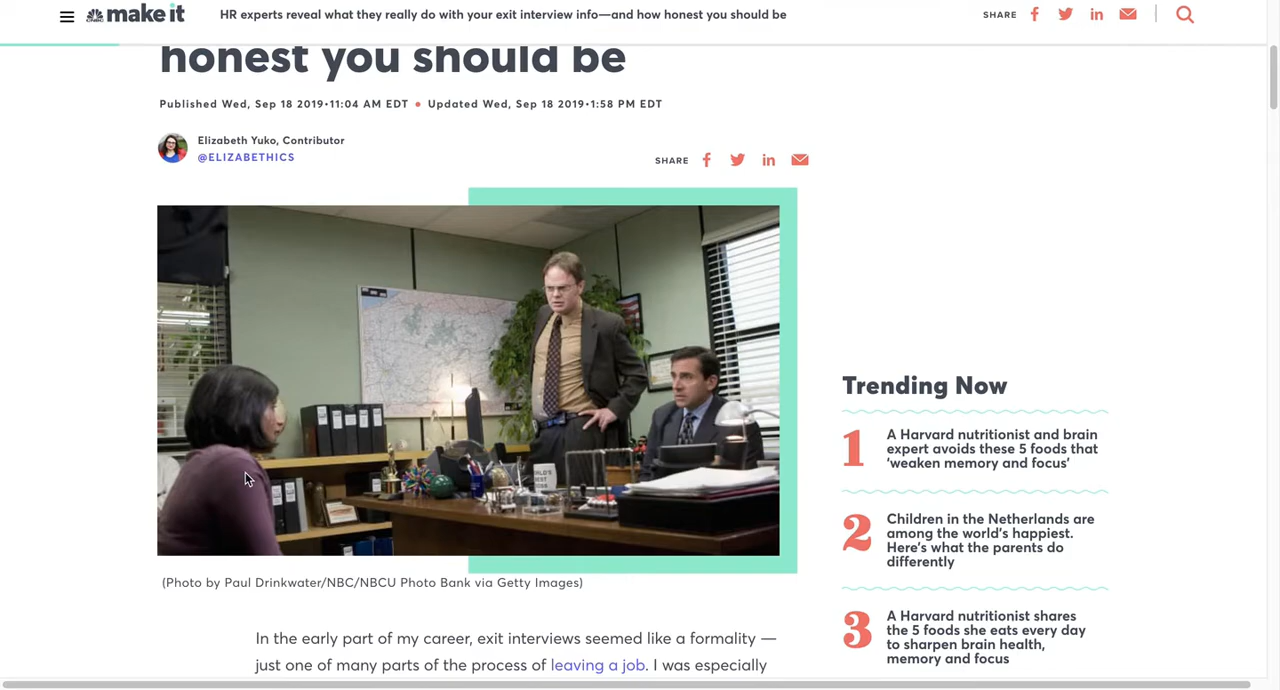 make it
HR experts reveal what they really do with your exit interview info—and how honest you should be
SHARE
honest you should be
Published Wed, Sep 18 2019•11:04 AM EDT • Updated Wed, Sep 18 2019•1:58 PM EDT
Elizabeth Yuko, Contributor
@ELIZABETHICS
SHARE
(Photo by Paul Drinkwater/NBC/NBCU Photo Bank via Getty Images)
In the early part of my career, exit interviews seemed like a formality —
just one of many parts of the process of leaving a job. I was especially
Trending Now
1
A Harvard nutritionist and brain
expert avoids these 5 foods that
‘weaken memory and focus’
2
Children in the Netherlands are
among the world’s happiest.
Here’s what the parents do
differently
3
A Harvard nutritionist shares
the 5 foods she eats every day
to sharpen brain health,
memory and focus